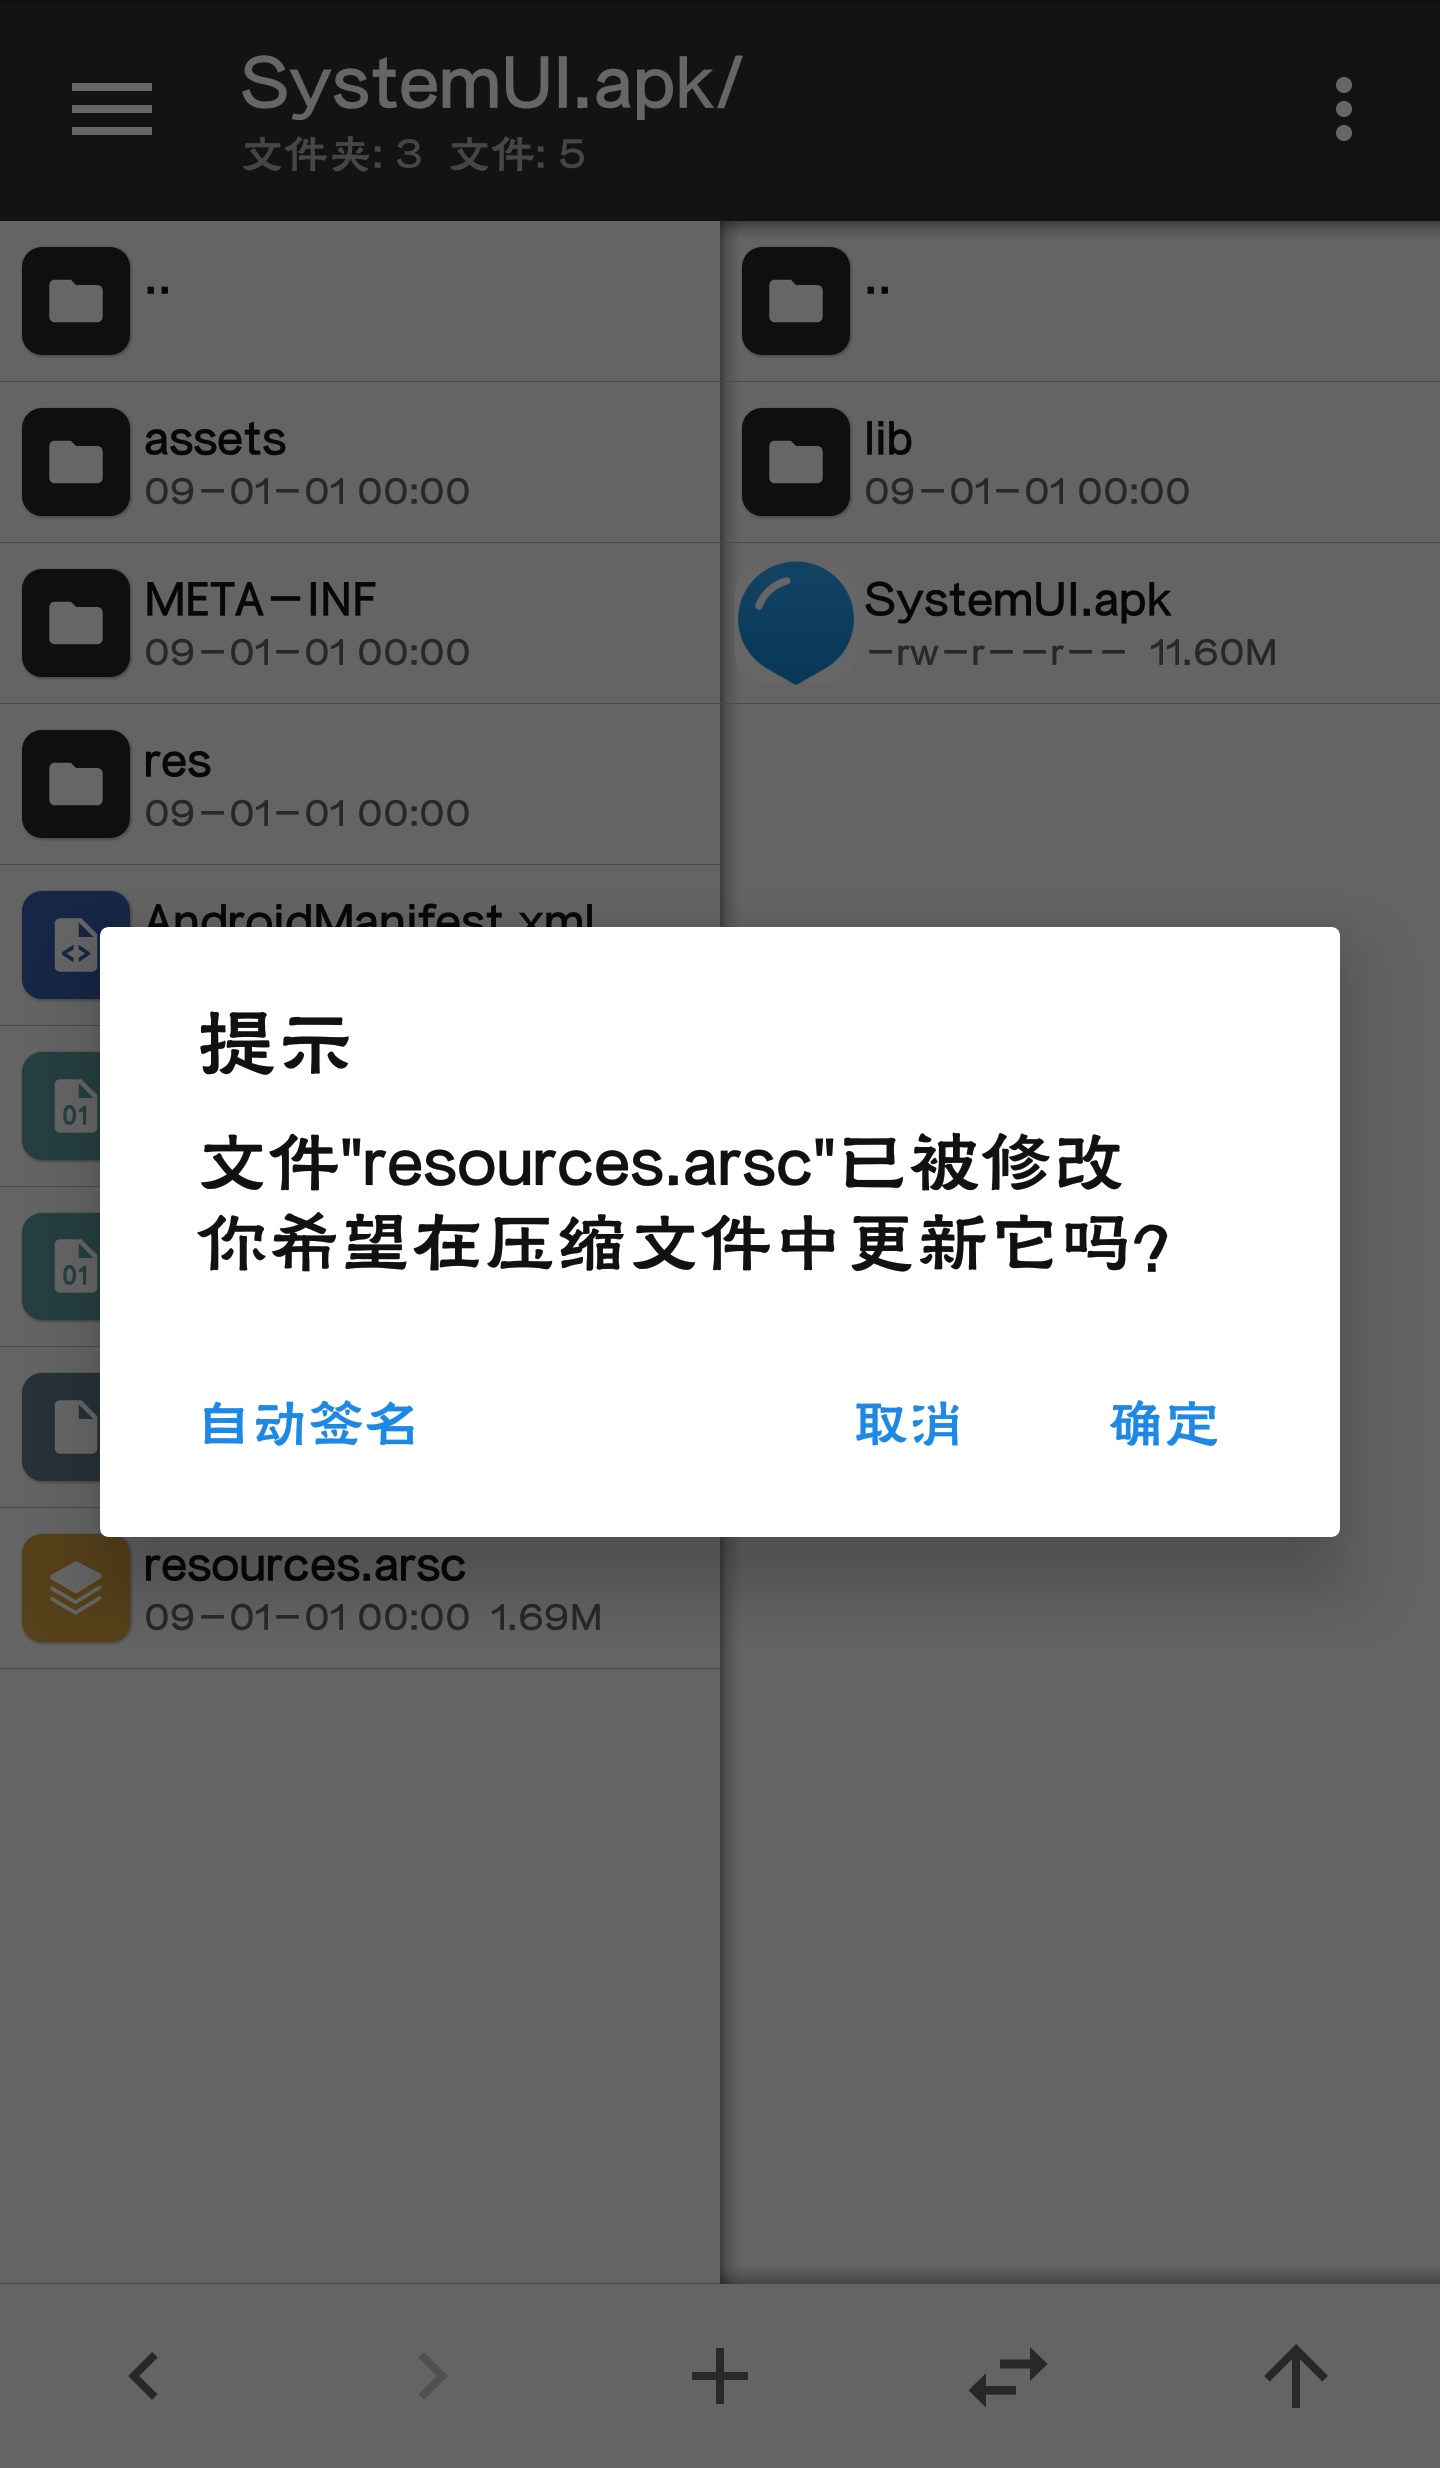 SystemUI.apk/
文件夹: 3 文件: 5
..
assets
09-01-01 00:00
META-INF
09-01-01 00:00
res
09-01-01 00:00
AndroidManifest.xml
..
lib
09-01-01 00:00
SystemUI.apk
-rw-r--r-- 11.60M
提示
文件"resources.arsc"已被修改
你希望在压缩文件中更新它吗?
自动签名
取消
确定
01
01
resources.arsc
09-01-01 00:00 1.69M